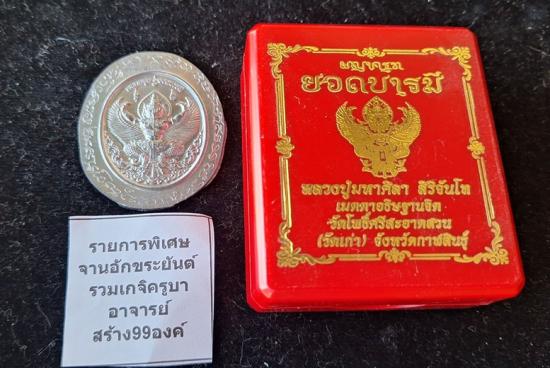 พญาครุฑ
ยอดบารมี
หลวงปู่มหาศิลา สิริจันโท
เมตตาอธิษฐานจิต
วัดโพธิ์ศรีสะอาดสวน
(วัดเก่า) จังหวัดกาฬสินธุ์
รายการพิเศษ
จานอักขระยันต์
รวมเกจิครูบา
อาจารย์
สร้าง99องค์